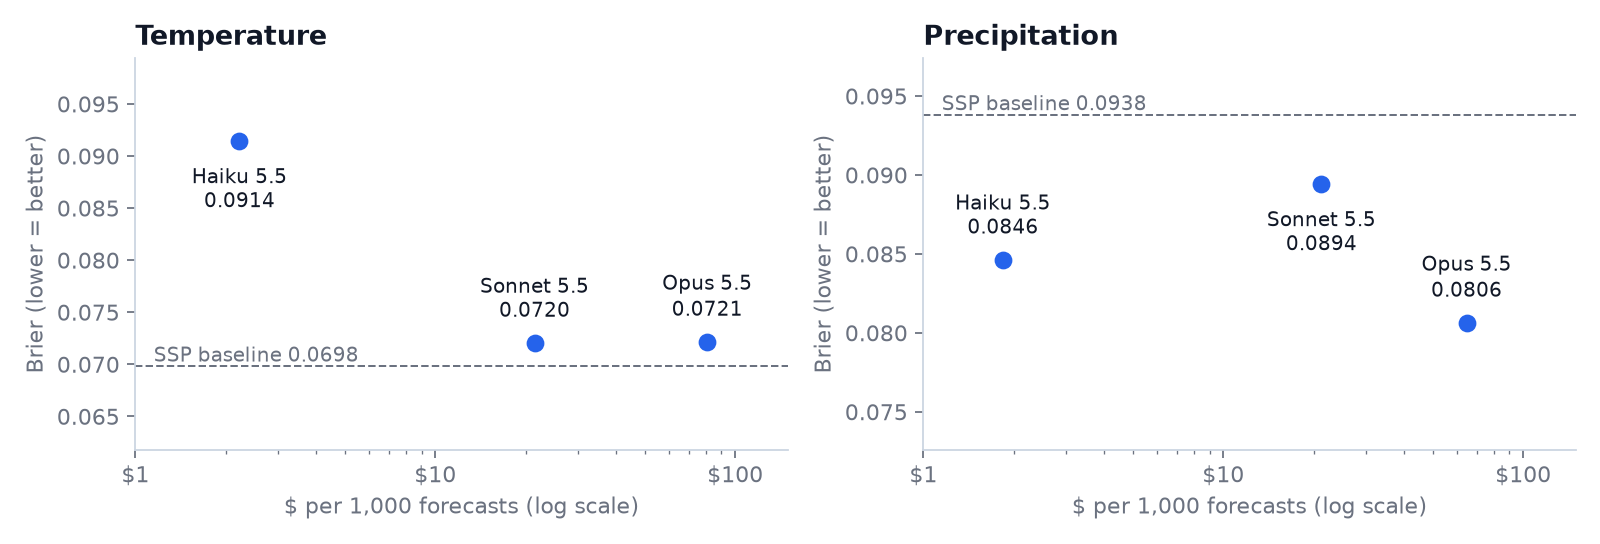 Temperature
Brier (lower = better)
0.095
0.090
0.085
0.080
0.075
0.070
0.065
Haiku 5.5
0.0914
Sonnet 5.5
0.0720
Opus 5.5
0.0721
SSP baseline 0.0698
$1
$10
$100
$ per 1,000 forecasts (log scale)
Precipitation
Brier (lower = better)
0.095
0.090
0.085
0.080
0.075
SSP baseline 0.0938
Haiku 5.5
0.0846
Sonnet 5.5
0.0894
Opus 5.5
0.0806
$1
$10
$100
$ per 1,000 forecasts (log scale)